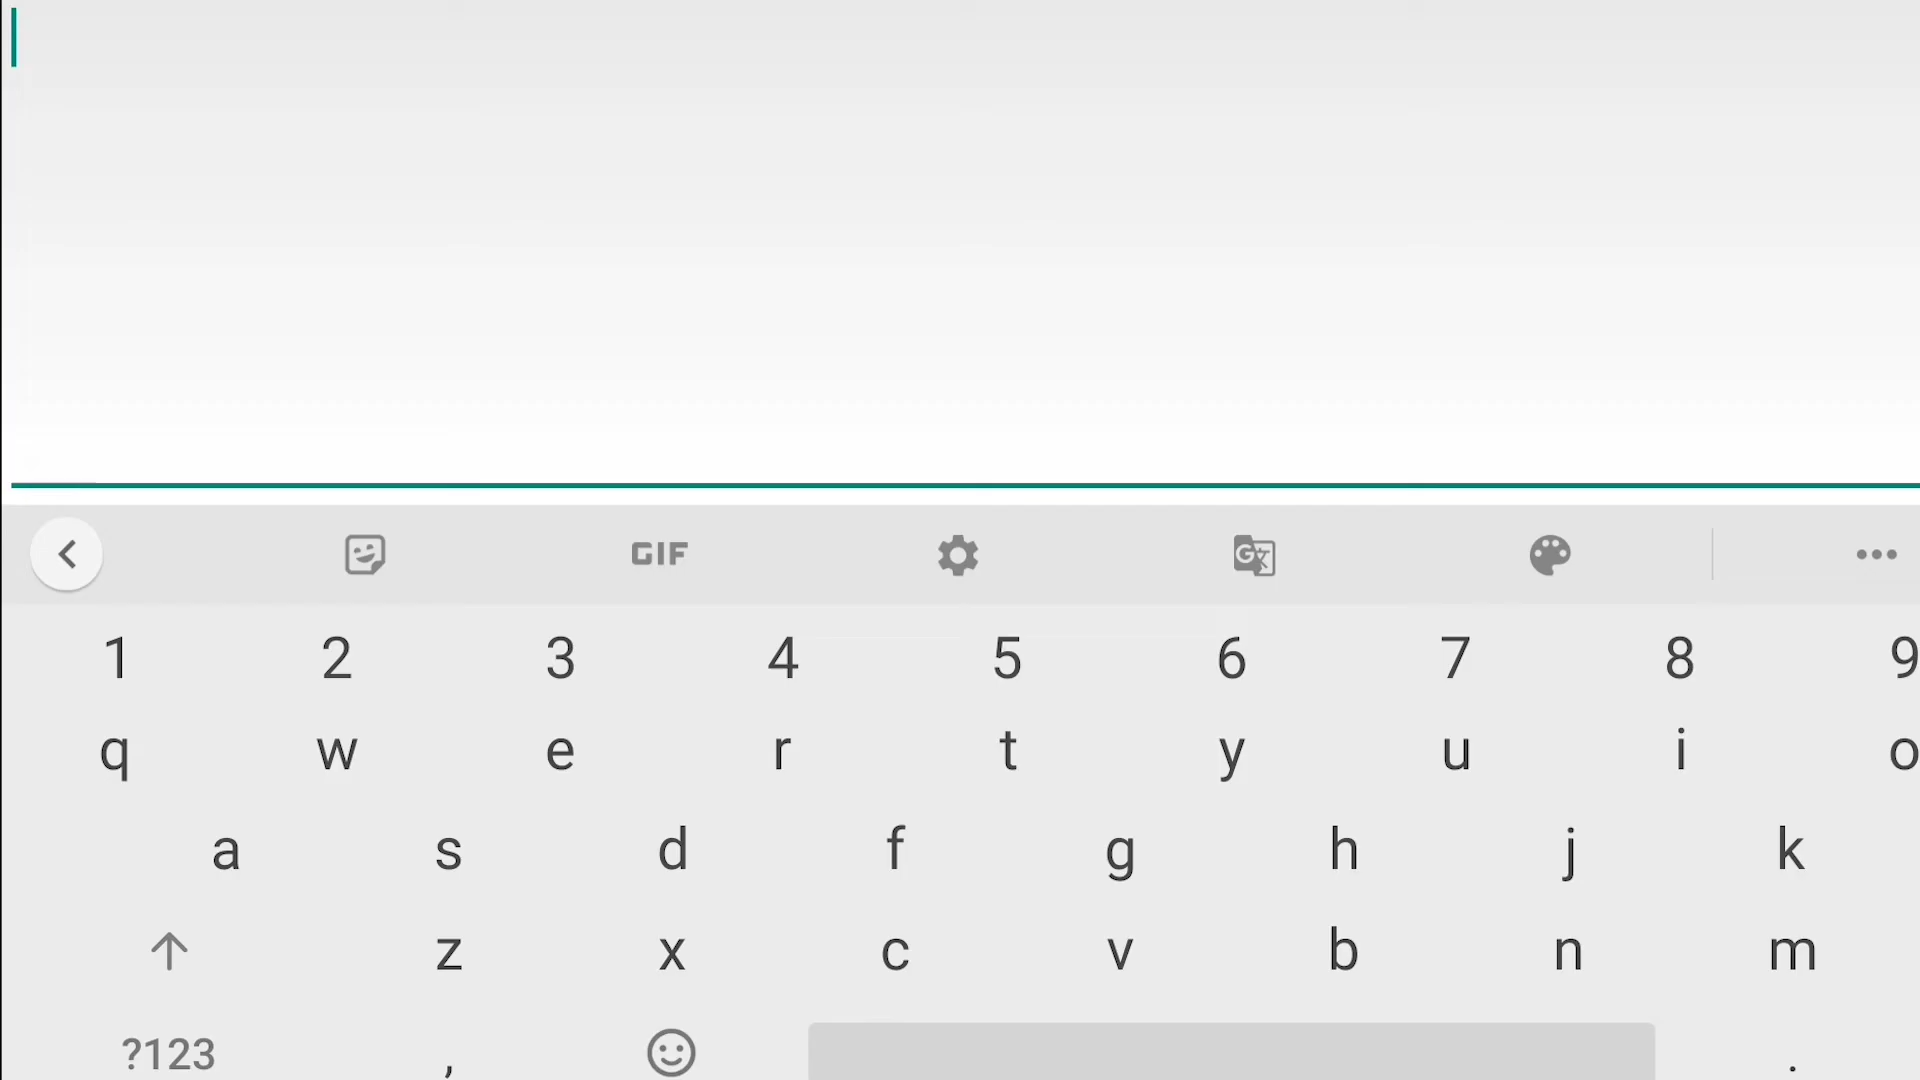 GIF
1 2 3 4 5 6 7 8 9
q w e r t y u i o
a s d f g h j k
z x c v b n m
?123 , .